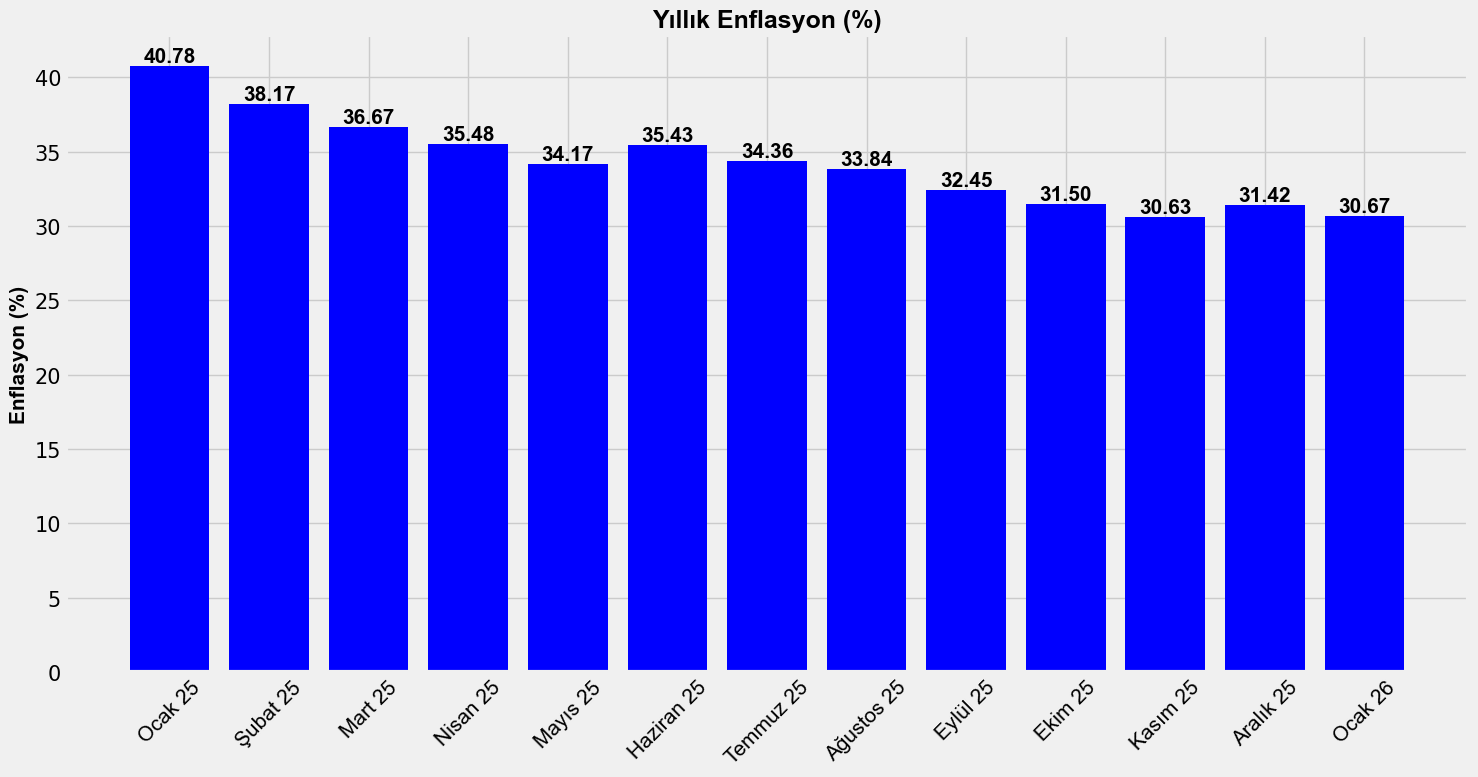 Yıllık Enflasyon (%)
Enflasyon (%)
40
35
30
25
20
15
10
5
0
40.78
38.17
36.67
35.48
34.17
35.43
34.36
33.84
32.45
31.50
30.63
31.42
30.67
Ocak 25
Şubat 25
Mart 25
Nisan 25
Mayıs 25
Haziran 25
Temmuz 25
Ağustos 25
Eylül 25
Ekim 25
Kasım 25
Aralık 25
Ocak 26